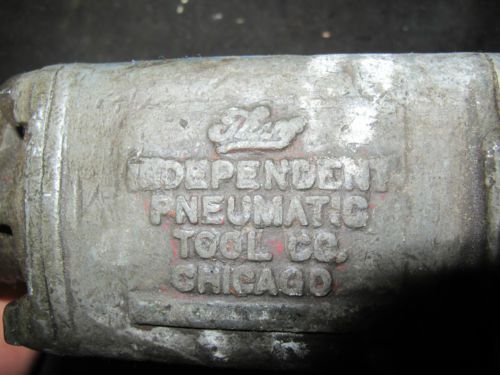 Thor
INDEPENDENT
PNEUMATIC
TOOL CO.
CHICAGO